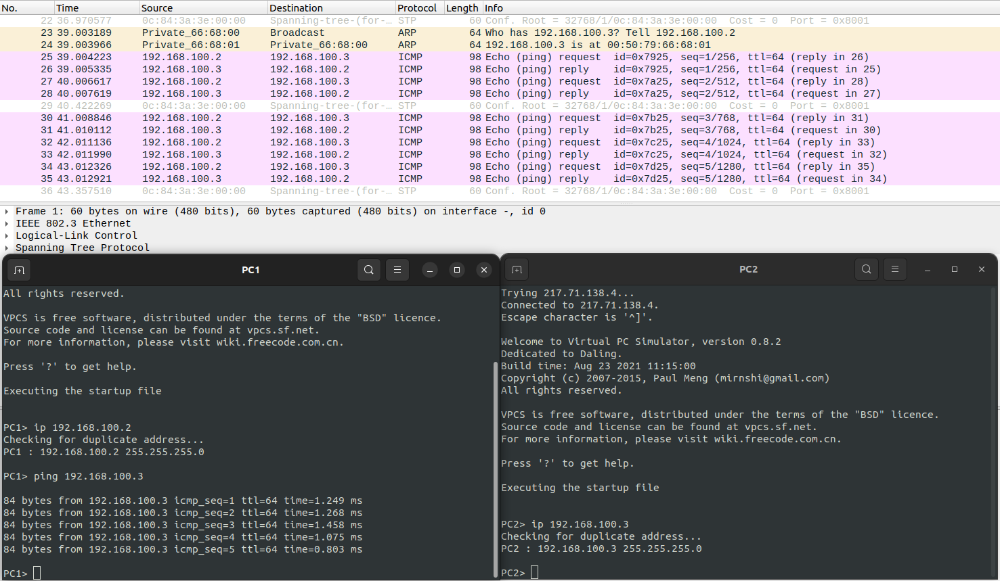 No. Time Source Destination Protocol Length Info
22 36.970577 0c:84:3a:3e:00:00 Spanning-tree-(for-… STP 60 Conf. Root = 32768/1/0c:84:3a:3e:00:00 Cost = 0 Port = 0x8001
23 39.003189 Private_66:68:00 Broadcast ARP 64 Who has 192.168.100.3? Tell 192.168.100.2
24 39.003966 Private_66:68:01 Private_66:68:00 ARP 64 192.168.100.3 is at 00:50:79:66:68:01
25 39.004223 192.168.100.2 192.168.100.3 ICMP 98 Echo (ping) request id=0x7925, seq=1/256, ttl=64 (reply in 26)
26 39.005335 192.168.100.3 192.168.100.2 ICMP 98 Echo (ping) reply id=0x7925, seq=1/256, ttl=64 (request in 25)
27 40.006617 192.168.100.2 192.168.100.3 ICMP 98 Echo (ping) request id=0x7a25, seq=2/512, ttl=64 (reply in 28)
28 40.007619 192.168.100.3 192.168.100.2 ICMP 98 Echo (ping) reply id=0x7a25, seq=2/512, ttl=64 (request in 27)
29 40.422269 0c:84:3a:3e:00:00 Spanning-tree-(for-… STP 60 Conf. Root = 32768/1/0c:84:3a:3e:00:00 Cost = 0 Port = 0x8001
30 41.008846 192.168.100.2 192.168.100.3 ICMP 98 Echo (ping) request id=0x7b25, seq=3/768, ttl=64 (reply in 31)
31 41.010112 192.168.100.3 192.168.100.2 ICMP 98 Echo (ping) reply id=0x7b25, seq=3/768, ttl=64 (request in 30)
32 42.011136 192.168.100.2 192.168.100.3 ICMP 98 Echo (ping) request id=0x7c25, seq=4/1024, ttl=64 (reply in 33)
33 42.011990 192.168.100.3 192.168.100.2 ICMP 98 Echo (ping) reply id=0x7c25, seq=4/1024, ttl=64 (request in 32)
34 43.012326 192.168.100.2 192.168.100.3 ICMP 98 Echo (ping) request id=0x7d25, seq=5/1280, ttl=64 (reply in 35)
35 43.012921 192.168.100.3 192.168.100.2 ICMP 98 Echo (ping) reply id=0x7d25, seq=5/1280, ttl=64 (request in 34)
36 43.357510 0c:84:3a:3e:00:00 Spanning-tree-(for-… STP 60 Conf. Root = 32768/1/0c:84:3a:3e:00:00 Cost = 0 Port = 0x8001
Frame 1: 60 bytes on wire (480 bits), 60 bytes captured (480 bits) on interface -, id 0
IEEE 802.3 Ethernet
Logical-Link Control
Spanning Tree Protocol
PC1
All rights reserved.
VPCS is free software, distributed under the terms of the "BSD" licence.
Source code and license can be found at vpcs.sf.net.
For more information, please visit wiki.freecode.com.cn.
Press '?' to get help.
Executing the startup file
PC1> ip 192.168.100.2
Checking for duplicate address...
PC1 : 192.168.100.2 255.255.255.0
PC1> ping 192.168.100.3
84 bytes from 192.168.100.3 icmp_seq=1 ttl=64 time=1.249 ms
84 bytes from 192.168.100.3 icmp_seq=2 ttl=64 time=1.268 ms
84 bytes from 192.168.100.3 icmp_seq=3 ttl=64 time=1.458 ms
84 bytes from 192.168.100.3 icmp_seq=4 ttl=64 time=1.075 ms
84 bytes from 192.168.100.3 icmp_seq=5 ttl=64 time=0.803 ms
PC1>
PC2
Trying 217.71.138.4...
Connected to 217.71.138.4.
Escape character is '^]'.
Welcome to Virtual PC Simulator, version 0.8.2
Dedicated to Daling.
Build time: Aug 23 2021 11:15:00
Copyright (c) 2007-2015, Paul Meng (mirnshi@gmail.com)
All rights reserved.
VPCS is free software, distributed under the terms of the "BSD" licence.
Source code and license can be found at vpcs.sf.net.
For more information, please visit wiki.freecode.com.cn.
Press '?' to get help.
Executing the startup file
PC2> ip 192.168.100.3
Checking for duplicate address...
PC2 : 192.168.100.3 255.255.255.0
PC2>